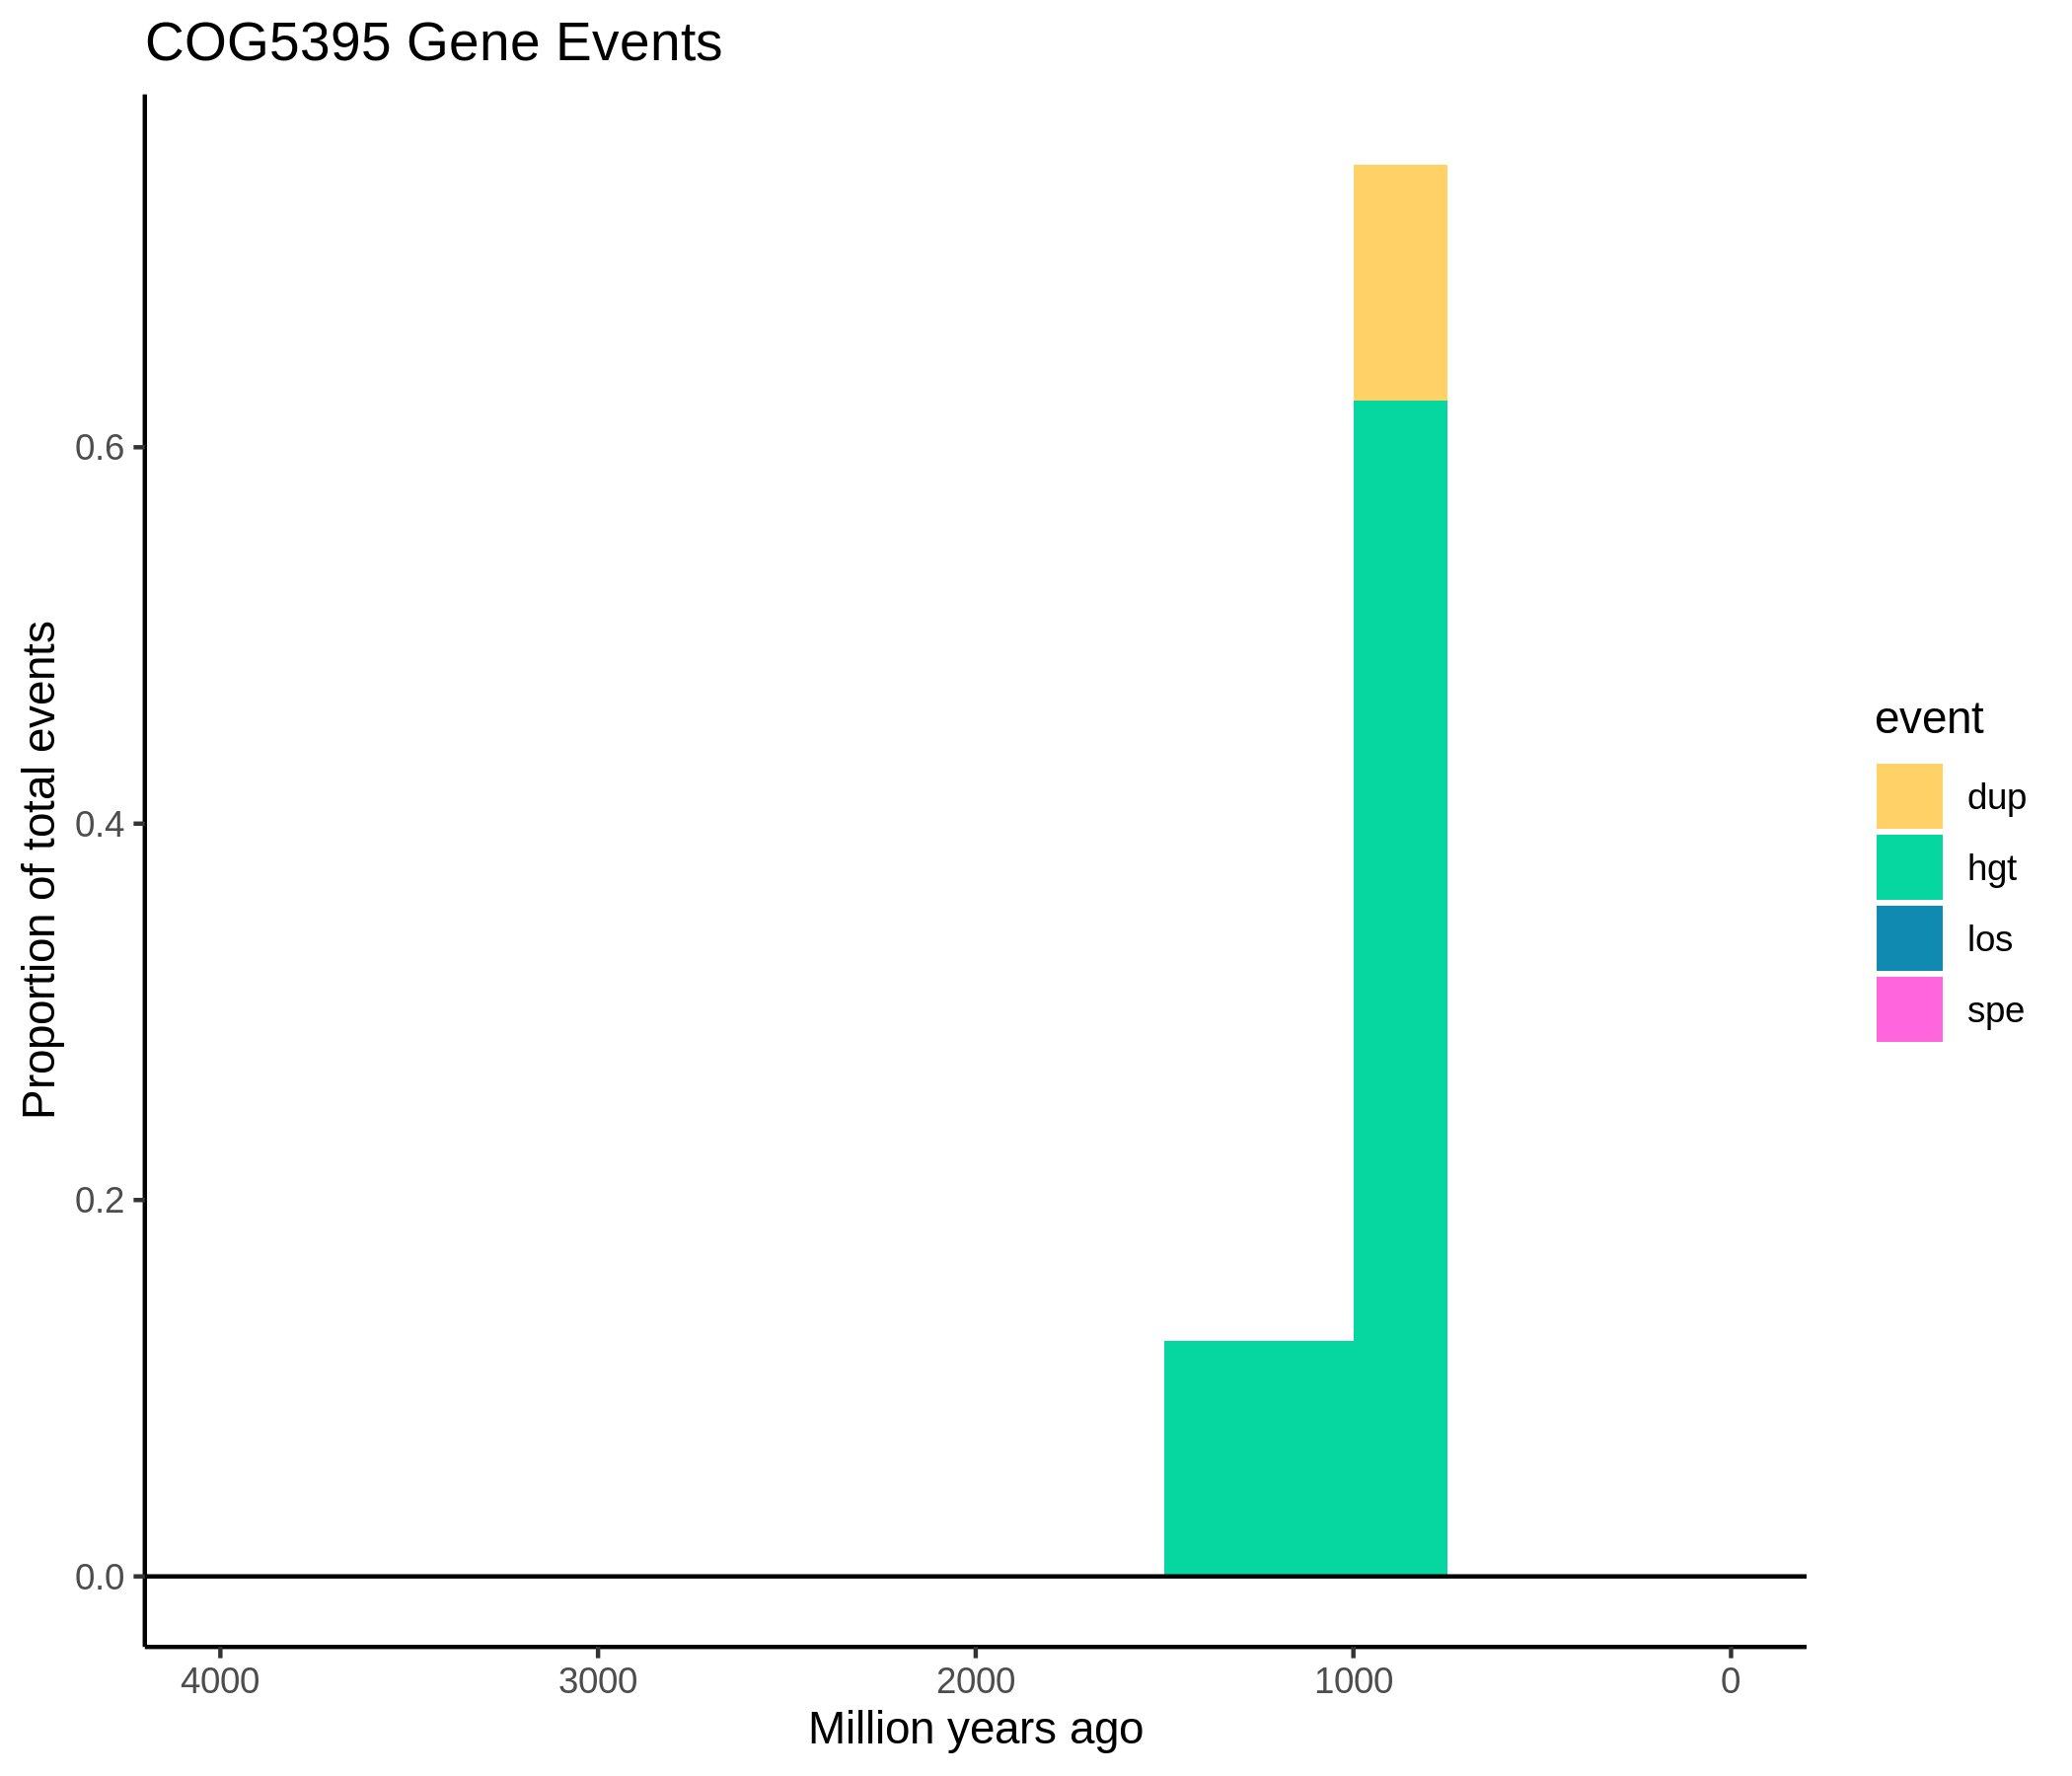 COG5395 Gene Events
Proportion of total events
0.6
0.4
0.2
0.0
4000 3000 2000 1000 0
Million years ago
event
dup
hgt
los
spe